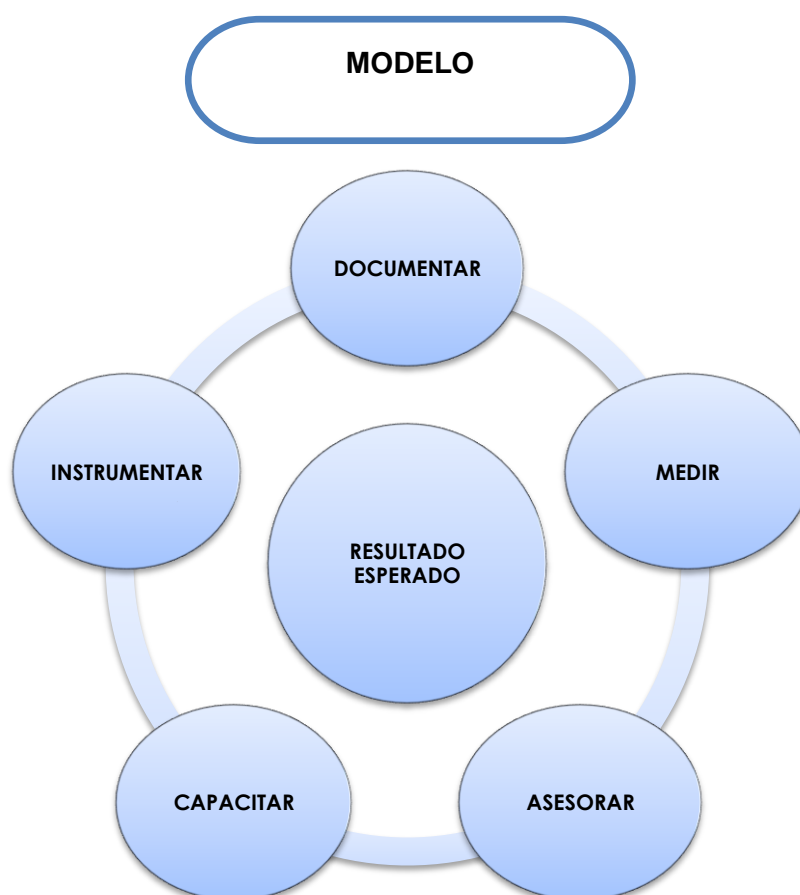 MODELO
DOCUMENTAR
INSTRUMENTAR
MEDIR
RESULTADO
ESPERADO
CAPACITAR
ASESORAR